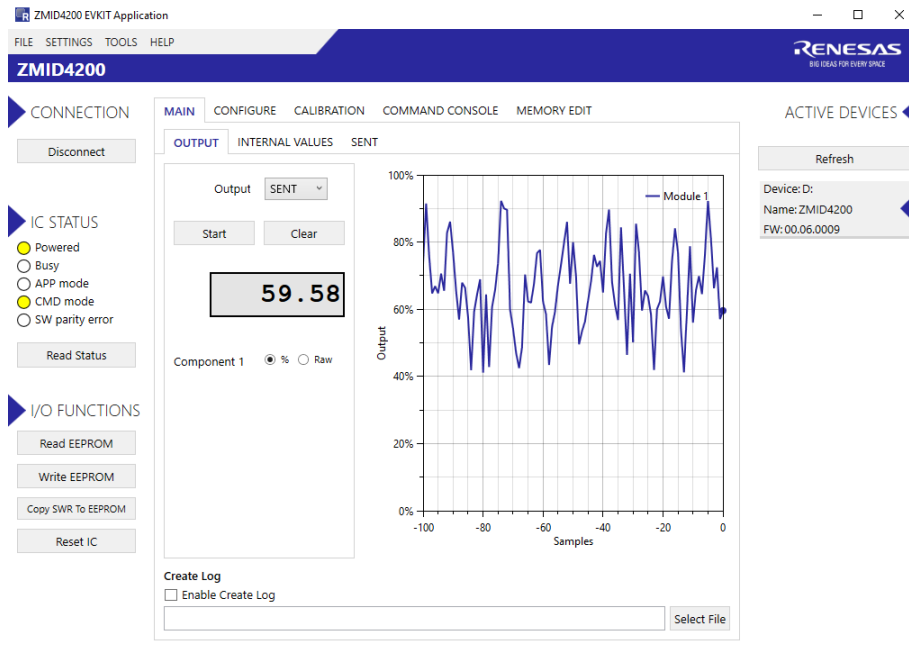 ZMID4200 EVKIT Application
FILE SETTINGS TOOLS HELP
RENESAS
BIG IDEAS FOR EVERY SPACE
ZMID4200
CONNECTION
Disconnect
IC STATUS
Powered
Busy
APP mode
CMD mode
SW parity error
Read Status
I/O FUNCTIONS
Read EEPROM
Write EEPROM
Copy SWR To EEPROM
Reset IC
MAIN CONFIGURE CALIBRATION COMMAND CONSOLE MEMORY EDIT
OUTPUT INTERNAL VALUES SENT
Output SENT
Start Clear
59.58
Component 1 % Raw
100%
80%
60%
40%
20%
0%
Output
Module 1
-100 -80 -60 -40 -20 0
Samples
Create Log
Enable Create Log
Select File
ACTIVE DEVICES
Refresh
Device: D:
Name: ZMID4200
FW: 00.06.0009